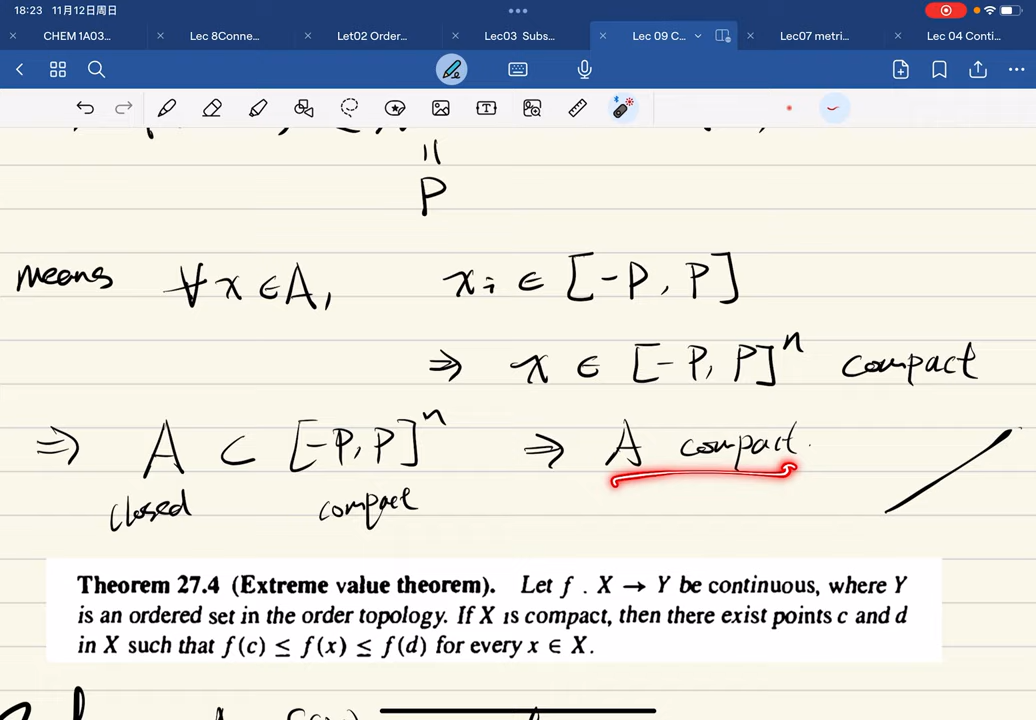 18:23 11月12日周日
CHEM 1A03... Lec 8Conne... Let02 Order... Lec03 Subs... Lec 09 C... Lec07 metri... Lec 04 Conti...
=
P
means ∀x∈A, xᵢ ∈ [-P, P]
⇒ x ∈ [-P, P]ⁿ compact
⇒ A ⊂ [-P, P]ⁿ ⇒ A compact.
closed compact
Theorem 27.4 (Extreme value theorem). Let f . X → Y be continuous, where Y
is an ordered set in the order topology. If X is compact, then there exist points c and d
in X such that f(c) ≤ f(x) ≤ f(d) for every x ∈ X.